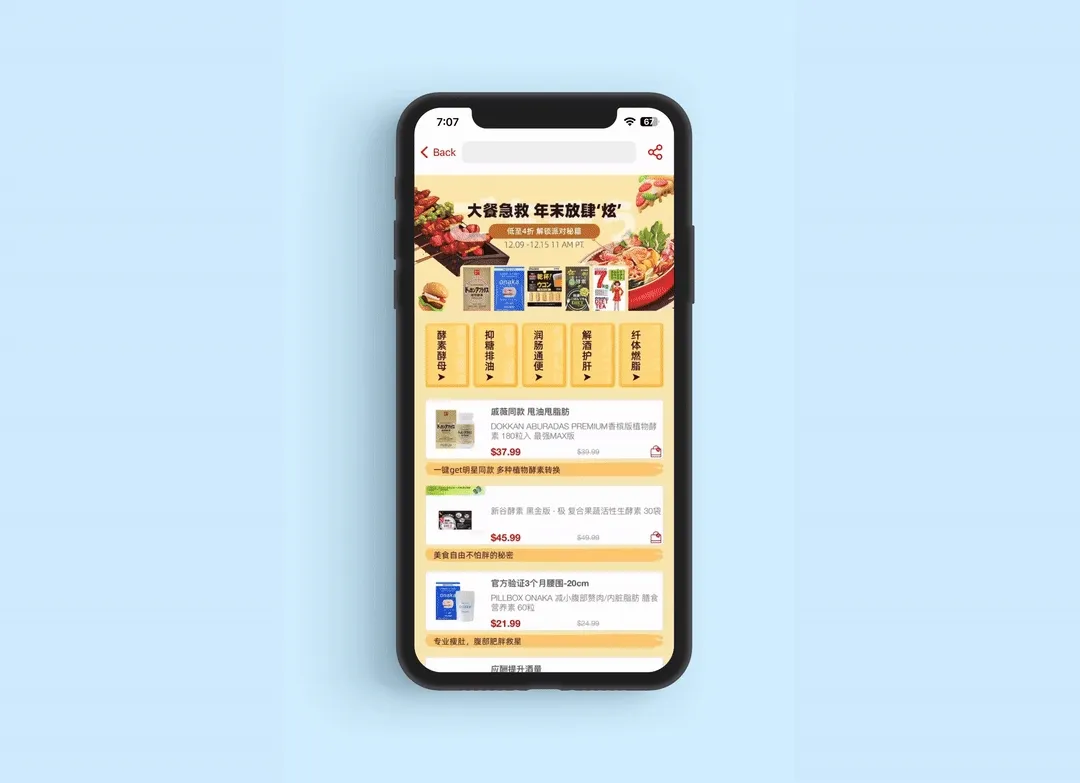 7:07
67
Back
大餐急救 年末放肆‘炫’
低至4折 解锁派对秘籍
12.09 -12.15 11 AM PT.
onaka
乾杯!
ウコン
7
TEA
酵素酵母
抑糖排油
润肠通便
解酒护肝
纤体燃脂
戚薇同款 甩油甩脂肪
DOKKAN ABURADAS PREMIUM香槟版植物酵
素 180粒入 最强MAX版
$37.99
$39.99
一键get明星同款 多种植物酵素转换
新谷酵素 黑金版 - 极 复合果蔬活性生酵素 30袋
$45.99
$49.99
美食自由不怕胖的秘密
官方验证3个月腰围-20cm
PILLBOX ONAKA 减小腹部赘肉/内脏脂肪 膳食
营养素 60粒
$21.99
$24.99
专业瘦肚，腹部肥胖救星
应酬提升酒量